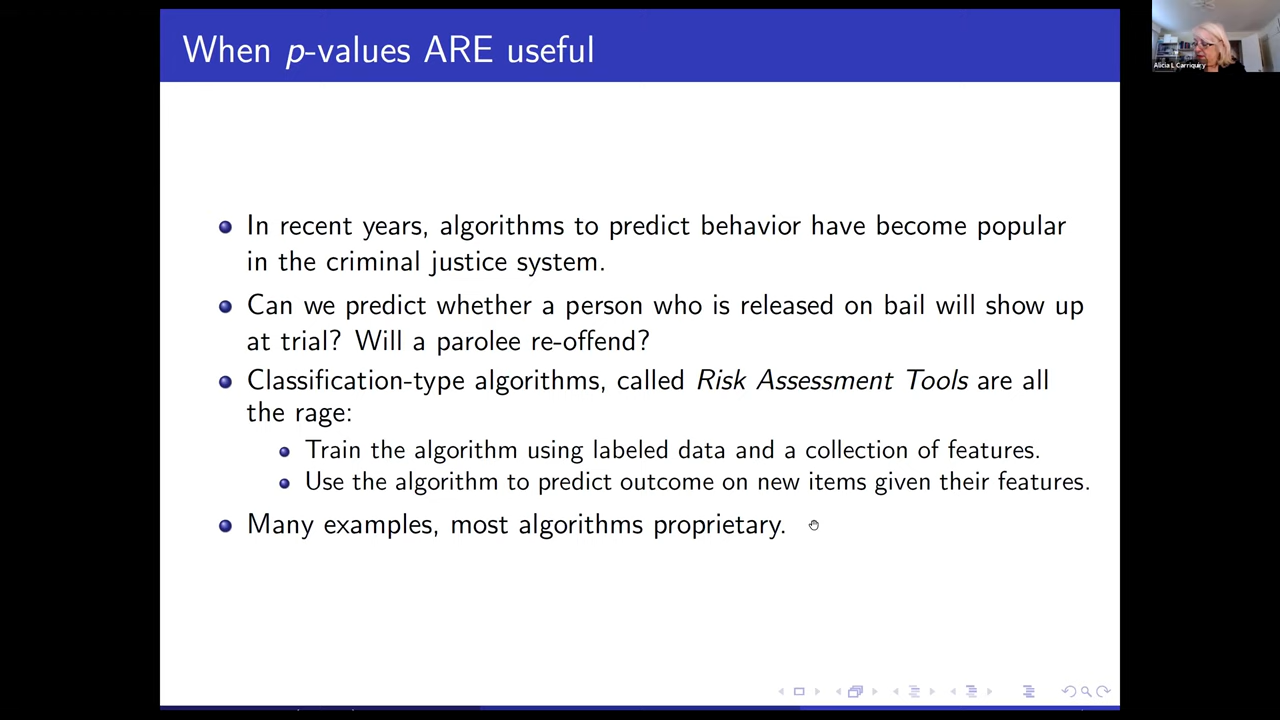 When p-values ARE useful
Alicia L Carriquiry
In recent years, algorithms to predict behavior have become popular
in the criminal justice system.
Can we predict whether a person who is released on bail will show up
at trial? Will a parolee re-offend?
Classification-type algorithms, called Risk Assessment Tools are all
the rage:
Train the algorithm using labeled data and a collection of features.
Use the algorithm to predict outcome on new items given their features.
Many examples, most algorithms proprietary.